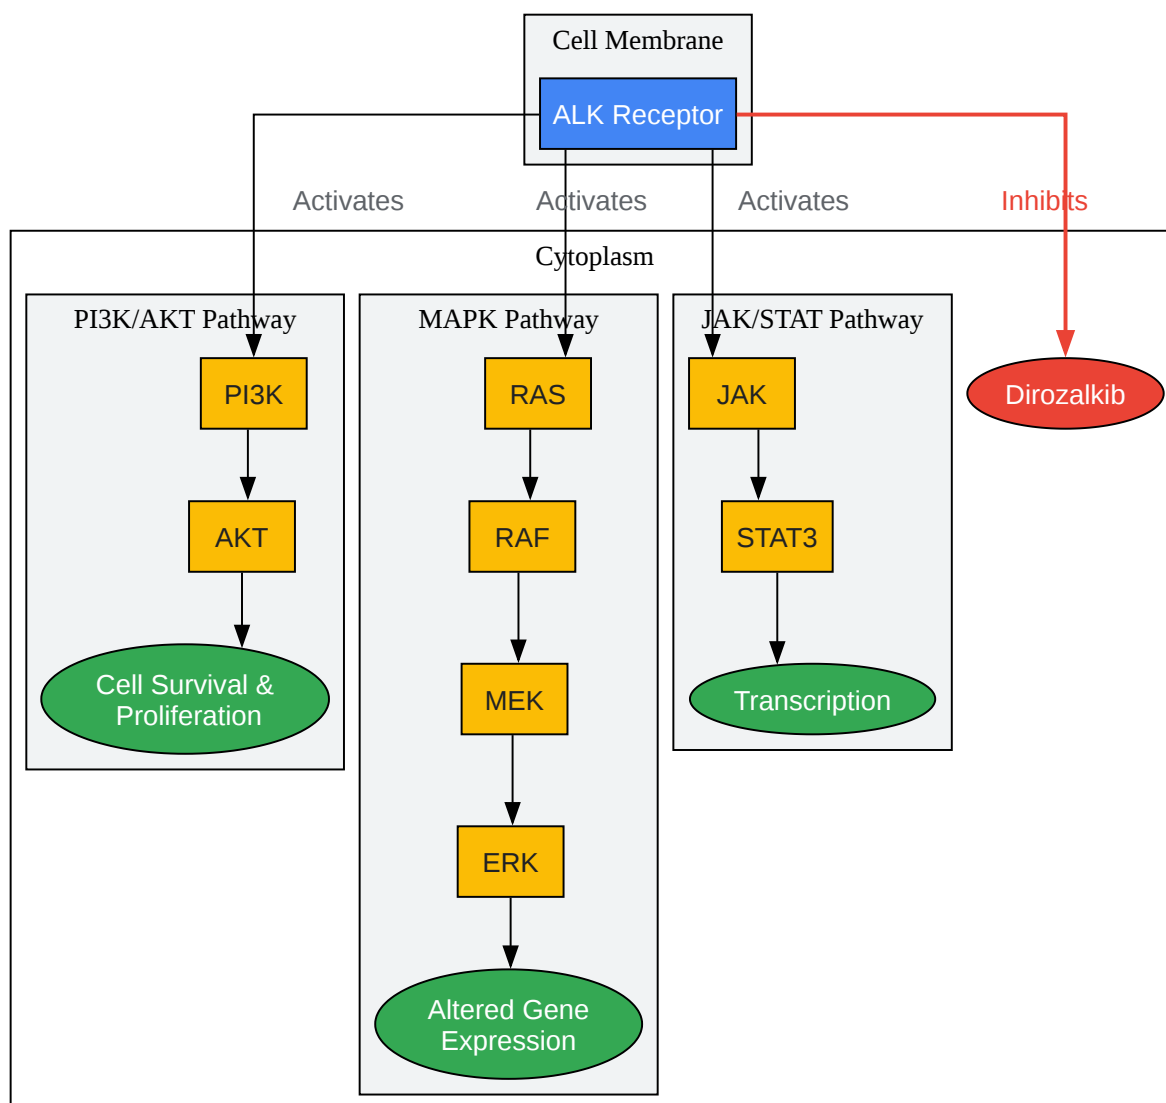 Cell Membrane
ALK Receptor
Activates
Activates
Activates
Inhibits
Cytoplasm
PI3K/AKT Pathway
MAPK Pathway
JAK/STAT Pathway
PI3K
RAS
JAK
Dirozalkib
AKT
RAF
STAT3
Cell Survival &
Proliferation
MEK
Transcription
ERK
Altered Gene
Expression